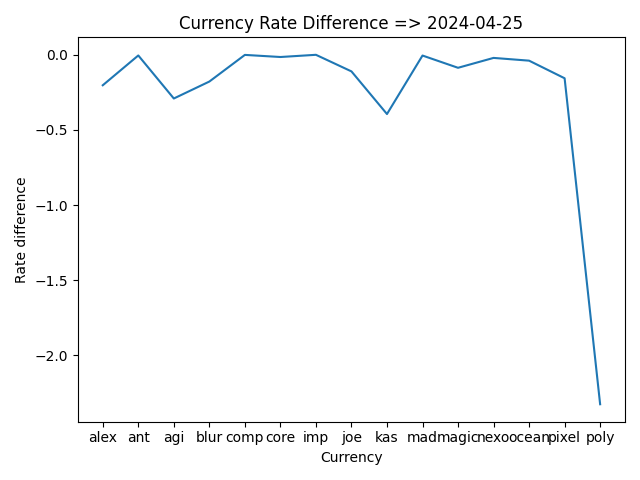 Currency Rate Difference => 2024-04-25
Rate difference
0.0
−0.5
−1.0
−1.5
−2.0
alex ant agi blur comp core imp joe kas mad magic nexo ocean pixel poly
Currency